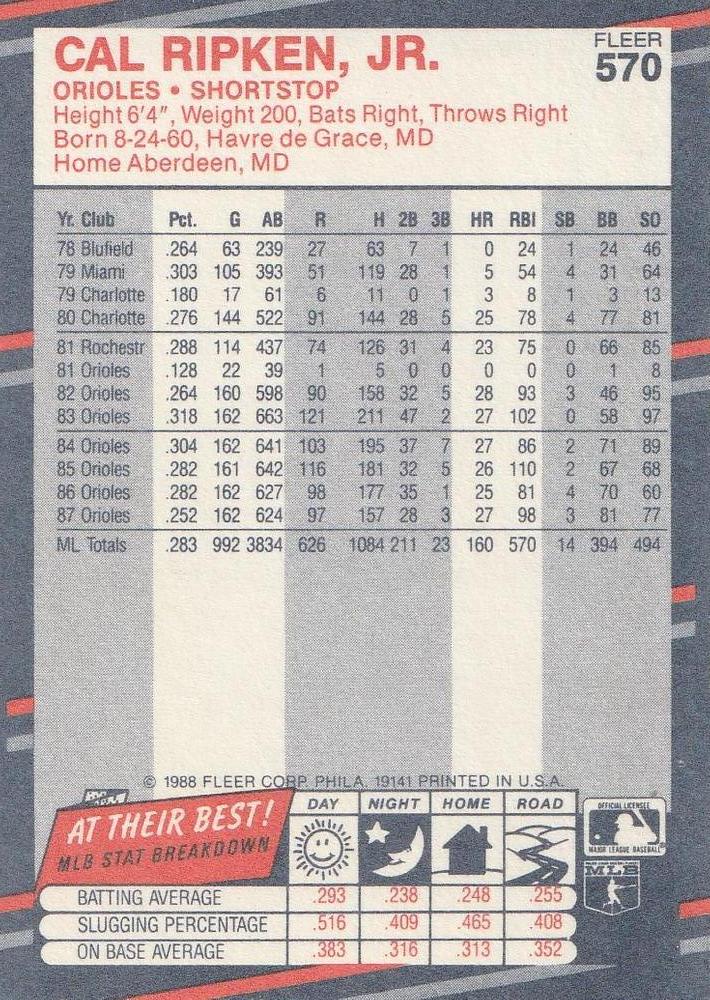 CAL RIPKEN, JR.
FLEER
570
ORIOLES • SHORTSTOP
Height 6'4", Weight 200, Bats Right, Throws Right
Born 8-24-60, Havre de Grace, MD
Home Aberdeen, MD
Yr. Club Pct. G AB R H 2B 3B HR RBI SB BB SO
78 Blufield .264 63 239 27 63 7 1 0 24 1 24 46
79 Miami .303 105 393 51 119 28 1 5 54 4 31 64
79 Charlotte .180 17 61 6 11 0 1 3 8 1 3 13
80 Charlotte .276 144 522 91 144 28 5 25 78 4 77 81
81 Rochestr .288 114 437 74 126 31 4 23 75 0 66 85
81 Orioles .128 22 39 1 5 0 0 0 0 0 1 8
82 Orioles .264 160 598 90 158 32 5 28 93 3 46 95
83 Orioles .318 162 663 121 211 47 2 27 102 0 58 97
84 Orioles .304 162 641 103 195 37 7 27 86 2 71 89
85 Orioles .282 161 642 116 181 32 5 26 110 2 67 68
86 Orioles .282 162 627 98 177 35 1 25 81 4 70 60
87 Orioles .252 162 624 97 157 28 3 27 98 3 81 77
ML Totals .283 992 3834 626 1084 211 23 160 570 14 394 494
© 1988 FLEER CORP. PHILA. 19141 PRINTED IN U.S.A.
AT THEIR BEST!
MLB STAT BREAKDOWN
DAY NIGHT HOME ROAD
BATTING AVERAGE .293 .238 .248 .255
SLUGGING PERCENTAGE .516 .409 .465 .408
ON BASE AVERAGE .383 .316 .313 .352
OFFICIAL LICENSEE
MAJOR LEAGUE BASEBALL
MLB